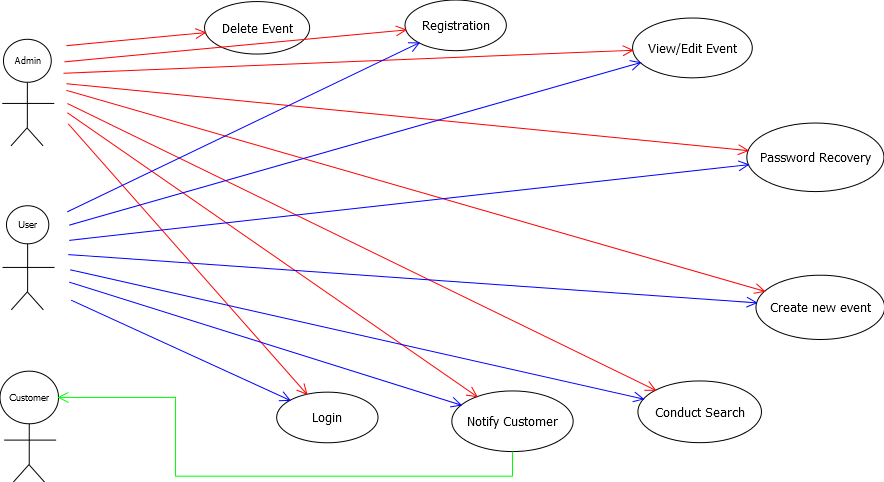 Delete Event
Registration
View/Edit Event
Admin
Password Recovery
User
Create new event
Customer
Login
Notify Customer
Conduct Search